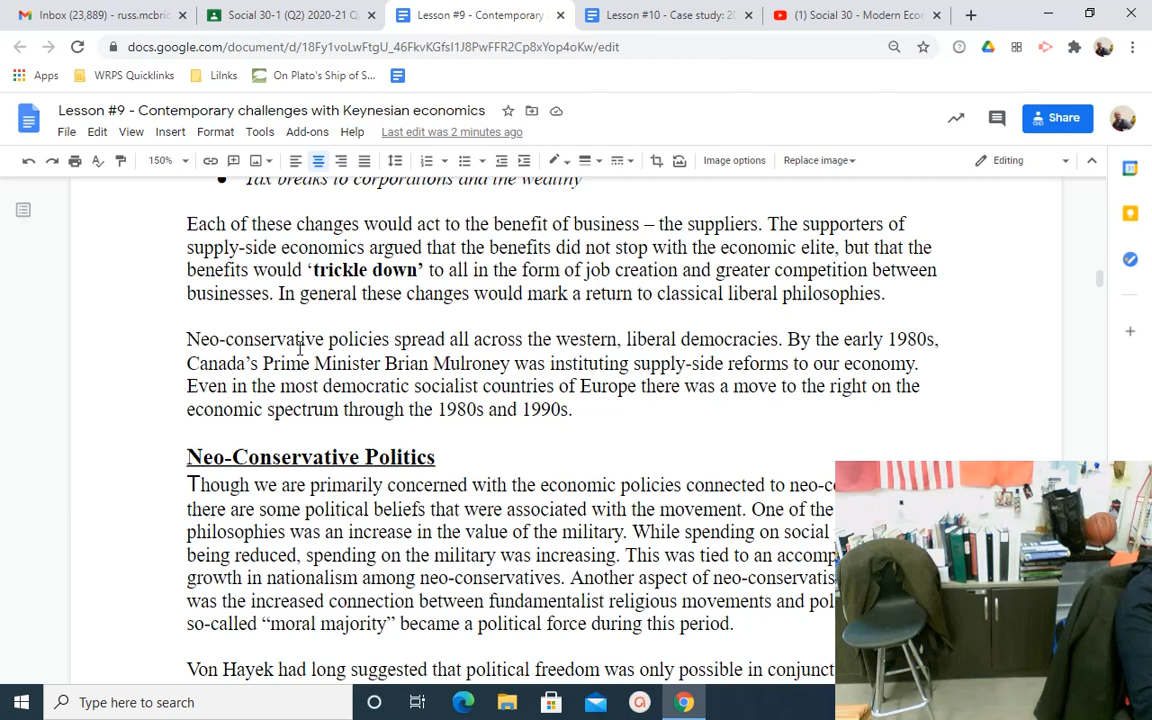 Inbox (23,889) - russ.mcbri
Social 30-1 (Q2) 2020-21 Q
Lesson #9 - Contemporary
Lesson #10 - Case study: 20
(1) Social 30 - Modern Econ
docs.google.com/document/d/18Fy1voLwFtgU_46FkvKGfsI1J8PwFFR2Cp8xYop4oKw/edit
Apps
WRPS Quicklinks
LiInks
On Plato's Ship of S...
Lesson #9 - Contemporary challenges with Keynesian economics
Share
File Edit View Insert Format Tools Add-ons Help Last edit was 2 minutes ago
150%
Image options
Replace image
Editing
Tax breaks to corporations and the wealthy
Each of these changes would act to the benefit of business – the suppliers. The supporters of
supply-side economics argued that the benefits did not stop with the economic elite, but that the
benefits would ‘trickle down’ to all in the form of job creation and greater competition between
businesses. In general these changes would mark a return to classical liberal philosophies.
Neo-conservative policies spread all across the western, liberal democracies. By the early 1980s,
Canada’s Prime Minister Brian Mulroney was instituting supply-side reforms to our economy.
Even in the most democratic socialist countries of Europe there was a move to the right on the
economic spectrum through the 1980s and 1990s.
Neo-Conservative Politics
Though we are primarily concerned with the economic policies connected to neo-c
there are some political beliefs that were associated with the movement. One of the
philosophies was an increase in the value of the military. While spending on social
being reduced, spending on the military was increasing. This was tied to an accomp
growth in nationalism among neo-conservatives. Another aspect of neo-conservatis
was the increased connection between fundamentalist religious movements and pol
so-called “moral majority” became a political force during this period.
Von Hayek had long suggested that political freedom was only possible in conjunct
Type here to search